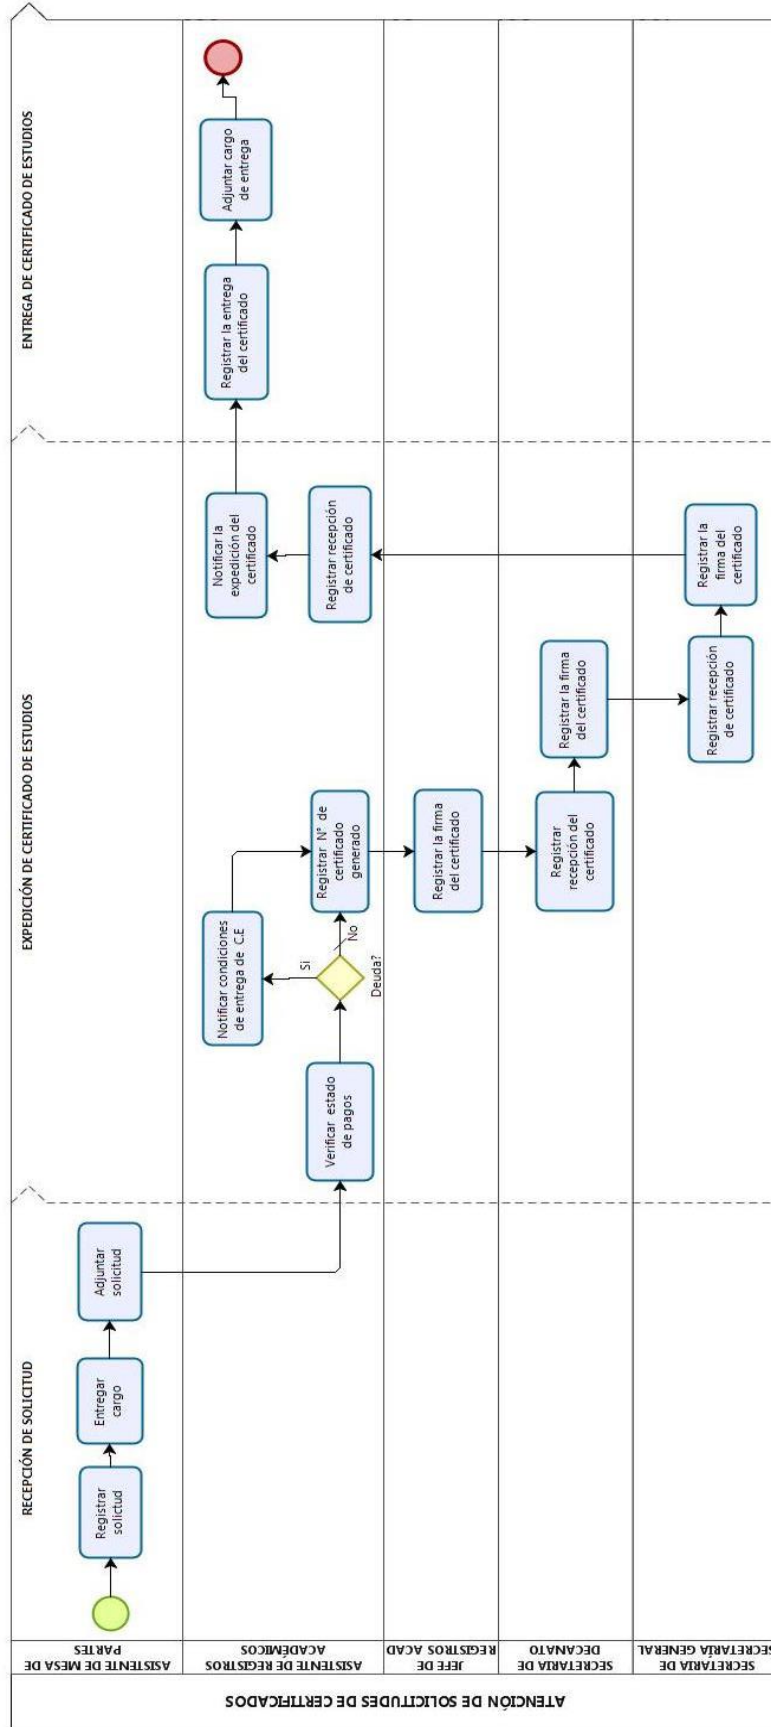 ATENCIÓN DE SOLICITUDES DE CERTIFICADOS
RECEPCIÓN DE SOLICITUD
EXPEDICIÓN DE CERTIFICADO DE ESTUDIOS
ENTREGA DE CERTIFICADO DE ESTUDIOS
ASISTENTE DE MESA DE
PARTES
Registrar
solictud
Entregar
cargo
Adjuntar
solicitud
ASISTENTE DE REGISTROS
ACADÉMICOS
Verificar estado
de pagos
Deuda?
Si
No
Notificar condiciones
de entrega de C.E
Registrar N° de
certificado
generado
Registrar recepción
de certificado
Notificar la
expedición del
certificado
Registrar la entrega
del certificado
Adjuntar cargo
de entrega
JEFE DE
REGISTROS ACAD
Registrar la firma
del certificado
SECRETARIA DE
DECANATO
Registrar
recepción del
certificado
Registrar la firma
del certificado
SECRETARIA DE
SECRETARÍA GENERAL
Registrar recepción
de certificado
Registrar la
firma del
certificado